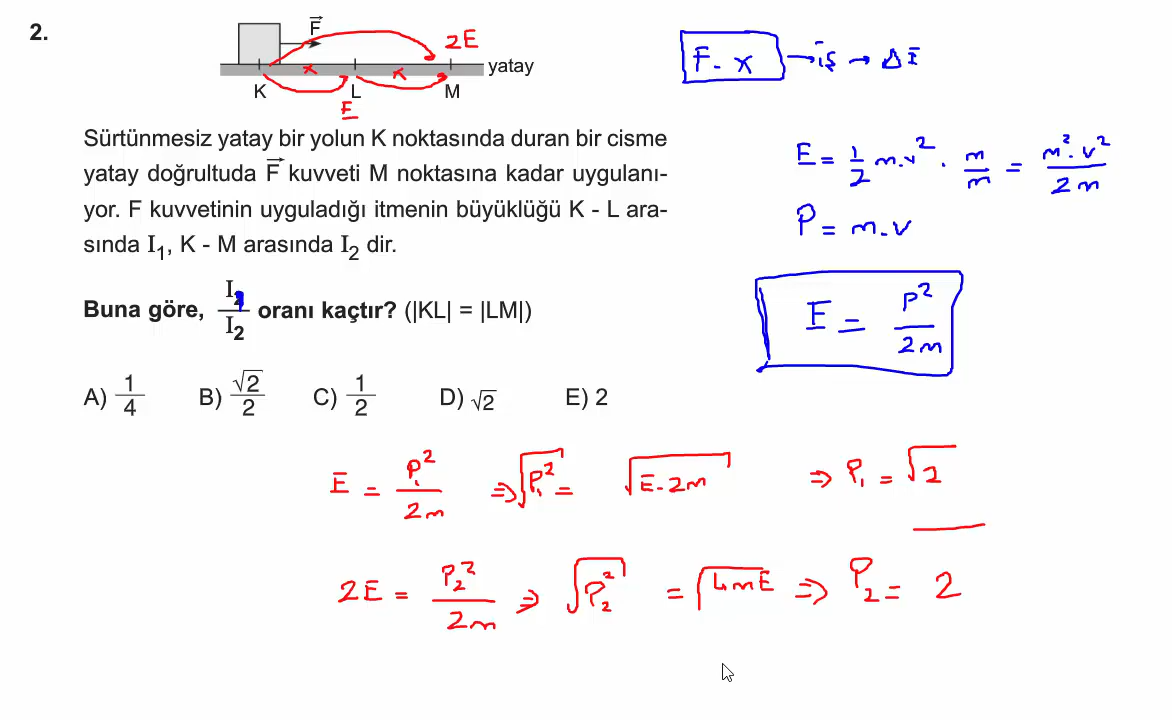 2.
F
2E
F - x → iş → ΔI
x x
yatay
K L M
E
Sürtünmesiz yatay bir yolun K noktasında duran bir cisme
yatay doğrultuda F kuvveti M noktasına kadar uygulanı-
yor. F kuvvetinin uyguladığı itmenin büyüklüğü K - L ara-
sında I₁, K - M arasında I₂ dir.
E = 1/2 m.v² . m/m = m².v²/2m
P = m.v
Buna göre, I₁/I₂ oranı kaçtır? (|KL| = |LM|)
E = P²/2m
A) 1/4 B) √2/2 C) 1/2 D) √2 E) 2
E = P₁²/2m ⇒ √P₁² = √E-2m ⇒ P₁ = √2
2E = P₂²/2m ⇒ √P₂² = √4mE ⇒ P₂ = 2